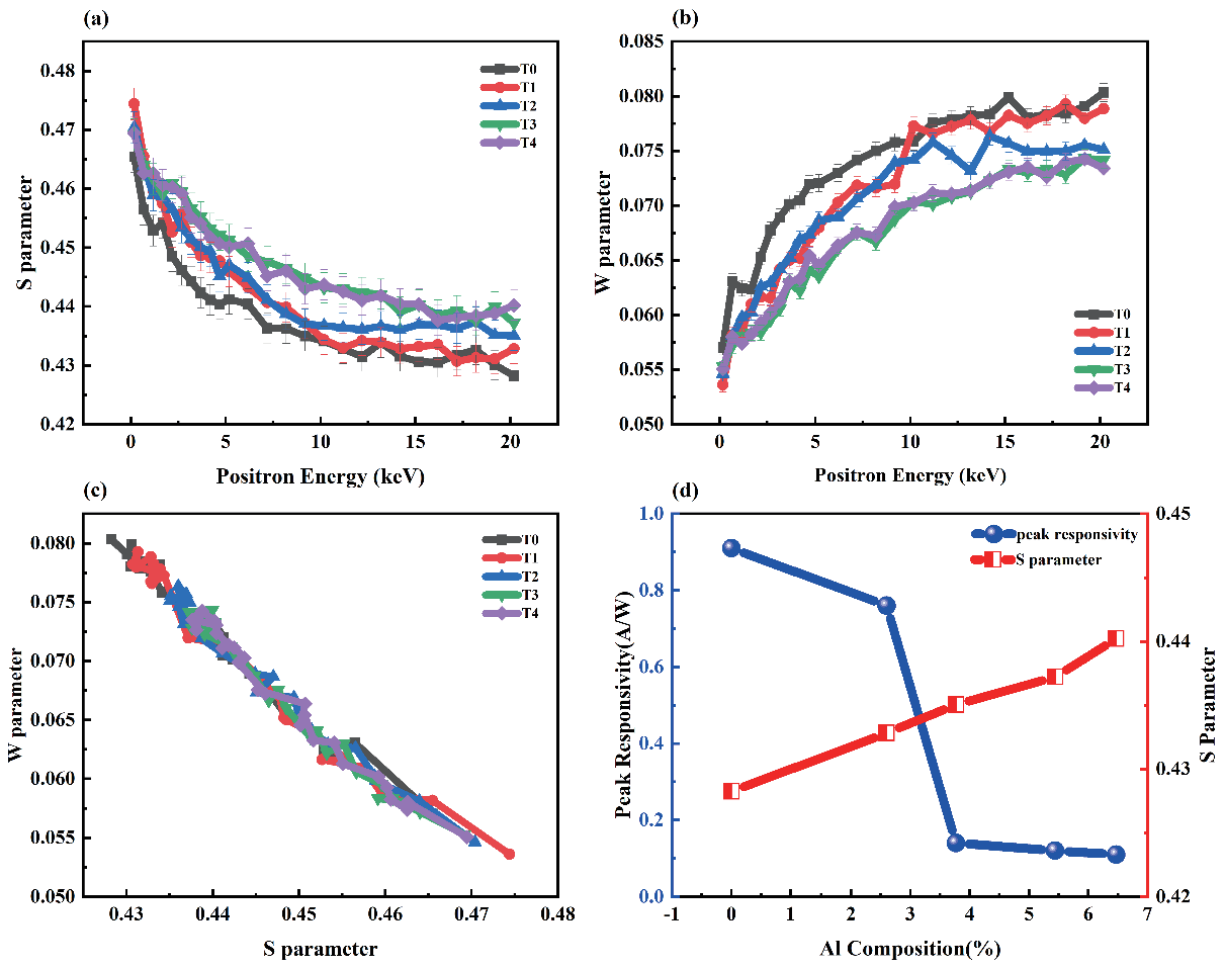 (a)
S parameter
0.48
0.47
0.46
0.45
0.44
0.43
0.42
T0
T1
T2
T3
T4
0
5
10
15
20
Positron Energy (keV)
(b)
W parameter
0.085
0.080
0.075
0.070
0.065
0.060
0.055
0.050
T0
T1
T2
T3
T4
0
5
10
15
20
Positron Energy (keV)
(c)
W parameter
0.080
0.075
0.070
0.065
0.060
0.055
0.050
T0
T1
T2
T3
T4
0.43
0.44
0.45
0.46
0.47
0.48
S parameter
(d)
Peak Responsivity(A/W)
1.0
0.8
0.6
0.4
0.2
0.0
peak responsivity
S parameter
0.45
0.44
0.43
0.42
S Parameter
-1
0
1
2
3
4
5
6
7
Al Composition(%)